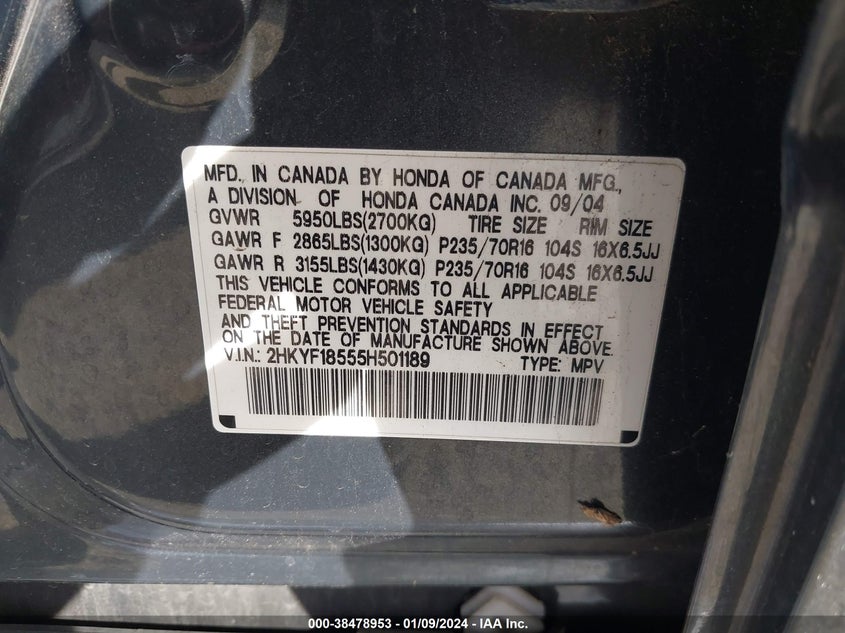 MFD. IN CANADA BY HONDA OF CANADA MFG.,
A DIVISION OF HONDA CANADA INC. 09/04
GVWR 5950LBS(2700KG) TIRE SIZE RIM SIZE
GAWR F 2865LBS(1300KG) P235/70R16 104S 16X6.5JJ
GAWR R 3155LBS(1430KG) P235/70R16 104S 16X6.5JJ
THIS VEHICLE CONFORMS TO ALL APPLICABLE
FEDERAL MOTOR VEHICLE SAFETY
AND THEFT PREVENTION STANDARDS IN EFFECT
ON THE DATE OF MANUFACTURE SHOWN ABOVE.
V.I.N.: 2HKYF18555H501189 TYPE: MPV
000-38478953 - 01/09/2024 - IAA Inc.